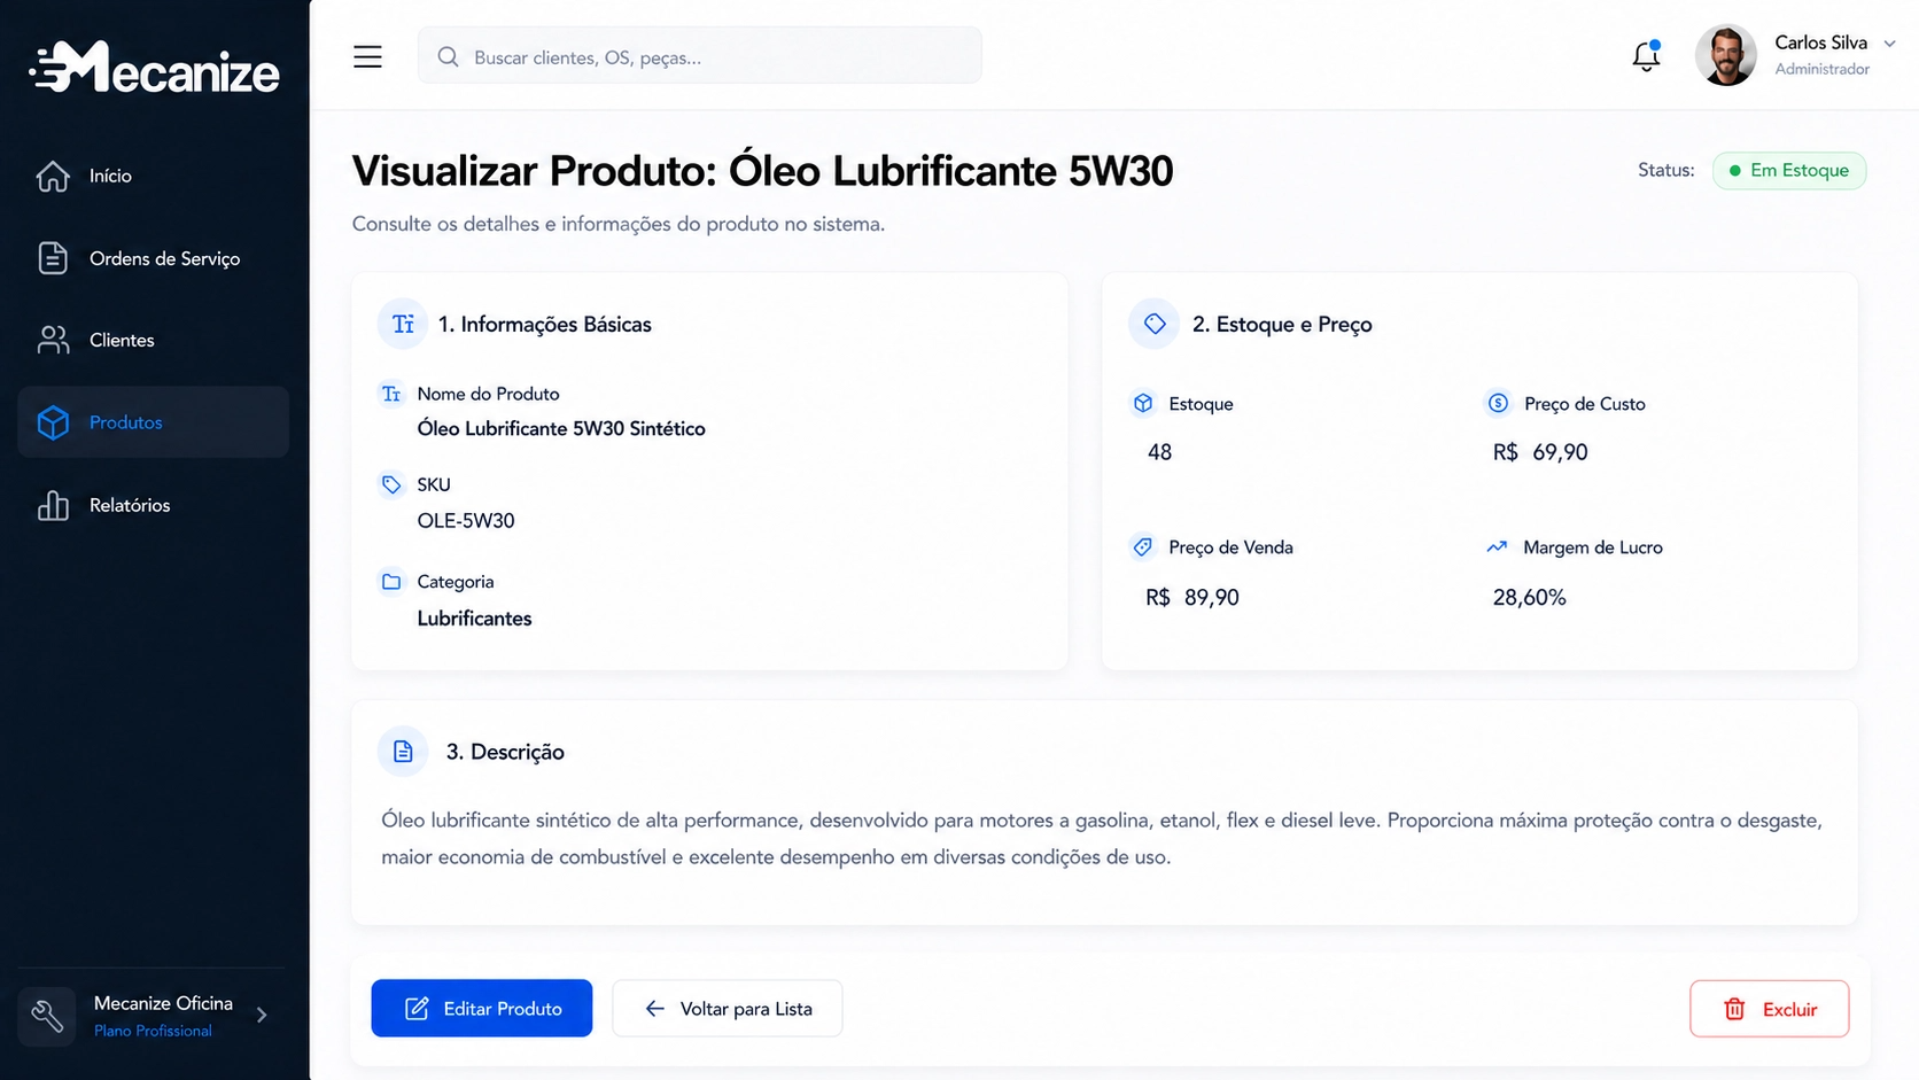 Mecanize
Início
Ordens de Serviço
Clientes
Produtos
Relatórios
Mecanize Oficina
Plano Profissional
Buscar clientes, OS, peças...
Carlos Silva
Administrador
Visualizar Produto: Óleo Lubrificante 5W30
Consulte os detalhes e informações do produto no sistema.
Status: Em Estoque
1. Informações Básicas
Nome do Produto
Óleo Lubrificante 5W30 Sintético
SKU
OLE-5W30
Categoria
Lubrificantes
2. Estoque e Preço
Estoque
48
Preço de Custo
R$ 69,90
Preço de Venda
R$ 89,90
Margem de Lucro
28,60%
3. Descrição
Óleo lubrificante sintético de alta performance, desenvolvido para motores a gasolina, etanol, flex e diesel leve. Proporciona máxima proteção contra o desgaste,
maior economia de combustível e excelente desempenho em diversas condições de uso.
Editar Produto
Voltar para Lista
Excluir